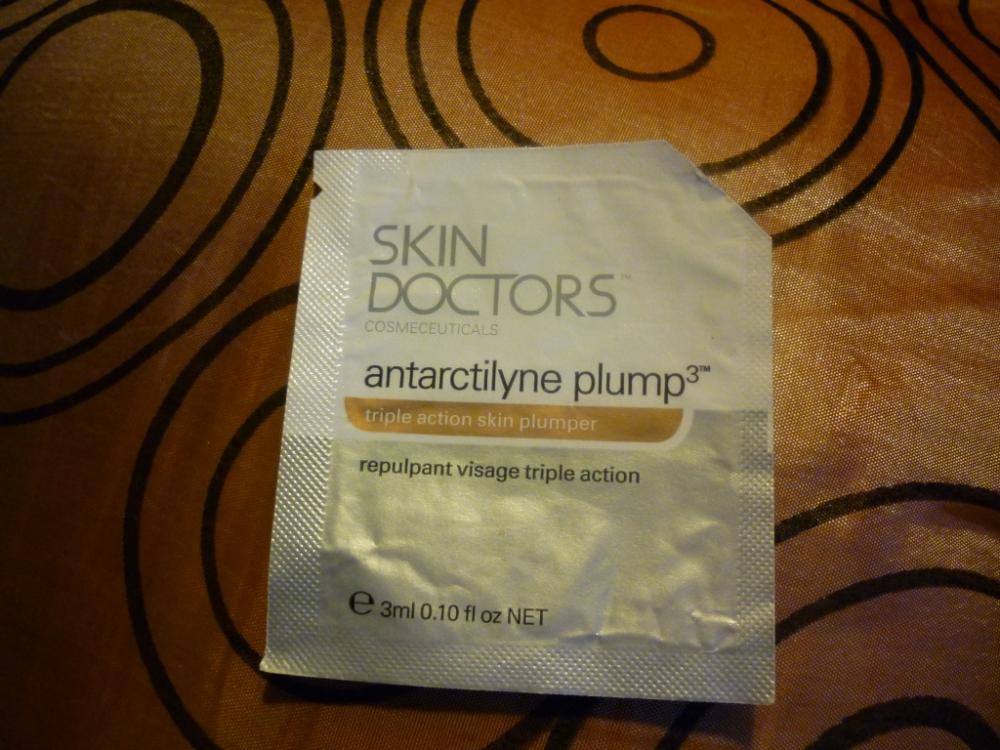 SKIN
DOCTORS™
COSMECEUTICALS
antarctilyne plump³™
triple action skin plumper
repulpant visage triple action
℮ 3ml 0.10 fl oz NET